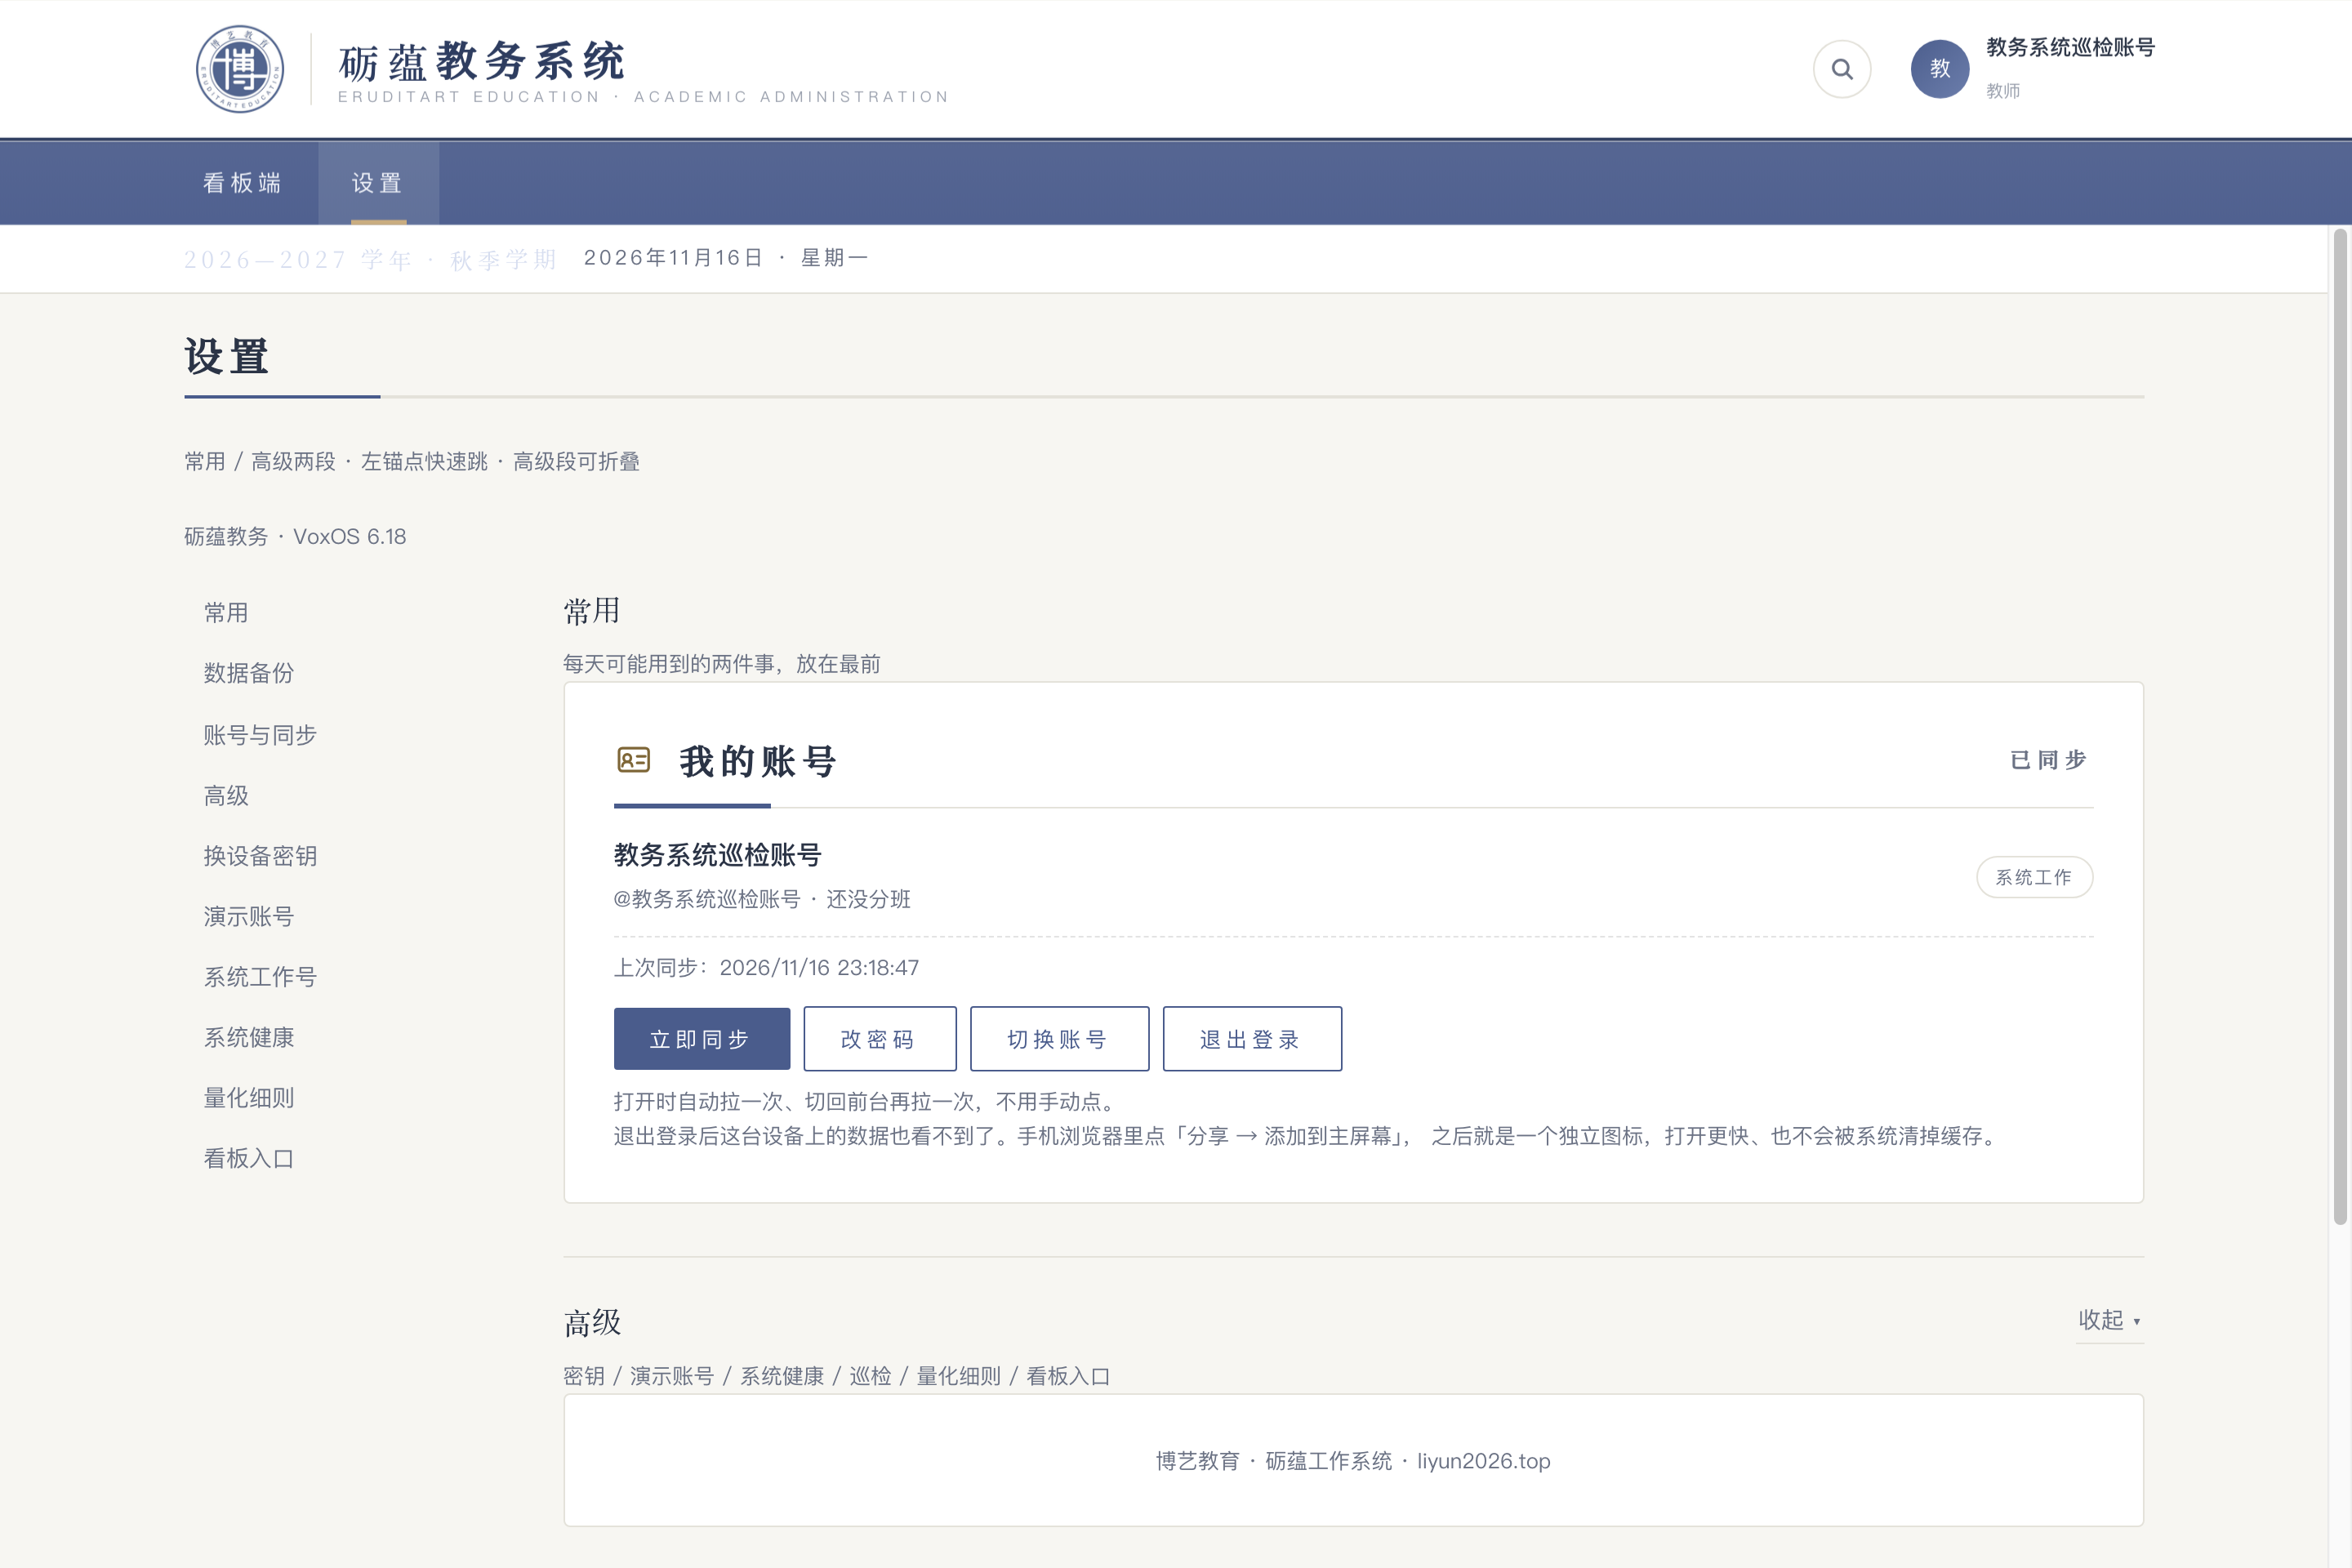 博艺教育
博
ERUDITART EDUCATION
砺蕴教务系统
ERUDITART EDUCATION · ACADEMIC ADMINISTRATION
教
教务系统巡检账号
教师
看板端
设置
2026—2027 学年 · 秋季学期 2026年11月16日 · 星期一
设置
常用 / 高级两段 · 左锚点快速跳 · 高级段可折叠
砺蕴教务 · VoxOS 6.18
常用
数据备份
账号与同步
高级
换设备密钥
演示账号
系统工作号
系统健康
量化细则
看板入口
常用
每天可能用到的两件事，放在最前
我的账号
已同步
教务系统巡检账号
@教务系统巡检账号 · 还没分班
系统工作
上次同步：2026/11/16 23:18:47
立即同步
改密码
切换账号
退出登录
打开时自动拉一次、切回前台再拉一次，不用手动点。
退出登录后这台设备上的数据也看不到了。手机浏览器里点「分享 → 添加到主屏幕」， 之后就是一个独立图标，打开更快、也不会被系统清掉缓存。
高级
收起 ▾
密钥 / 演示账号 / 系统健康 / 巡检 / 量化细则 / 看板入口
博艺教育 · 砺蕴工作系统 · liyun2026.top